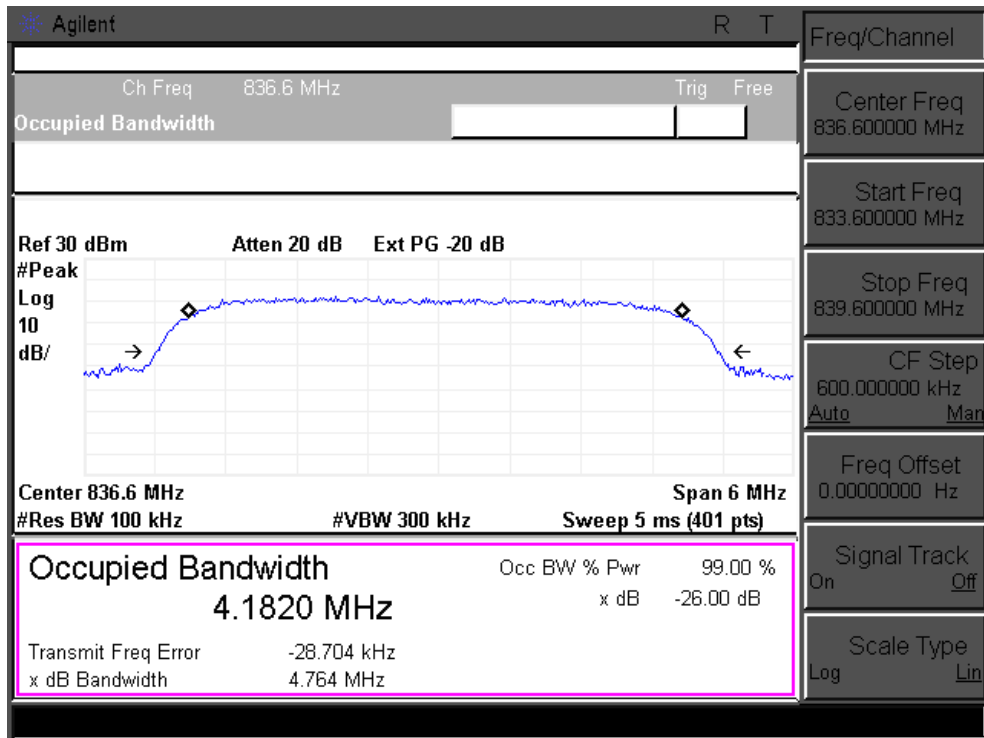 Agilent R T
Ch Freq 836.6 MHz Trig Free
Occupied Bandwidth
Ref 30 dBm Atten 20 dB Ext PG -20 dB
#Peak
Log
10
dB/
Center 836.6 MHz Span 6 MHz
#Res BW 100 kHz #VBW 300 kHz Sweep 5 ms (401 pts)
Occupied Bandwidth Occ BW % Pwr 99.00 %
4.1820 MHz x dB -26.00 dB
Transmit Freq Error -28.704 kHz
x dB Bandwidth 4.764 MHz
Freq/Channel
Center Freq
836.600000 MHz
Start Freq
833.600000 MHz
Stop Freq
839.600000 MHz
CF Step
600.000000 kHz
Auto Man
Freq Offset
0.00000000 Hz
Signal Track
On Off
Scale Type
Log Lin